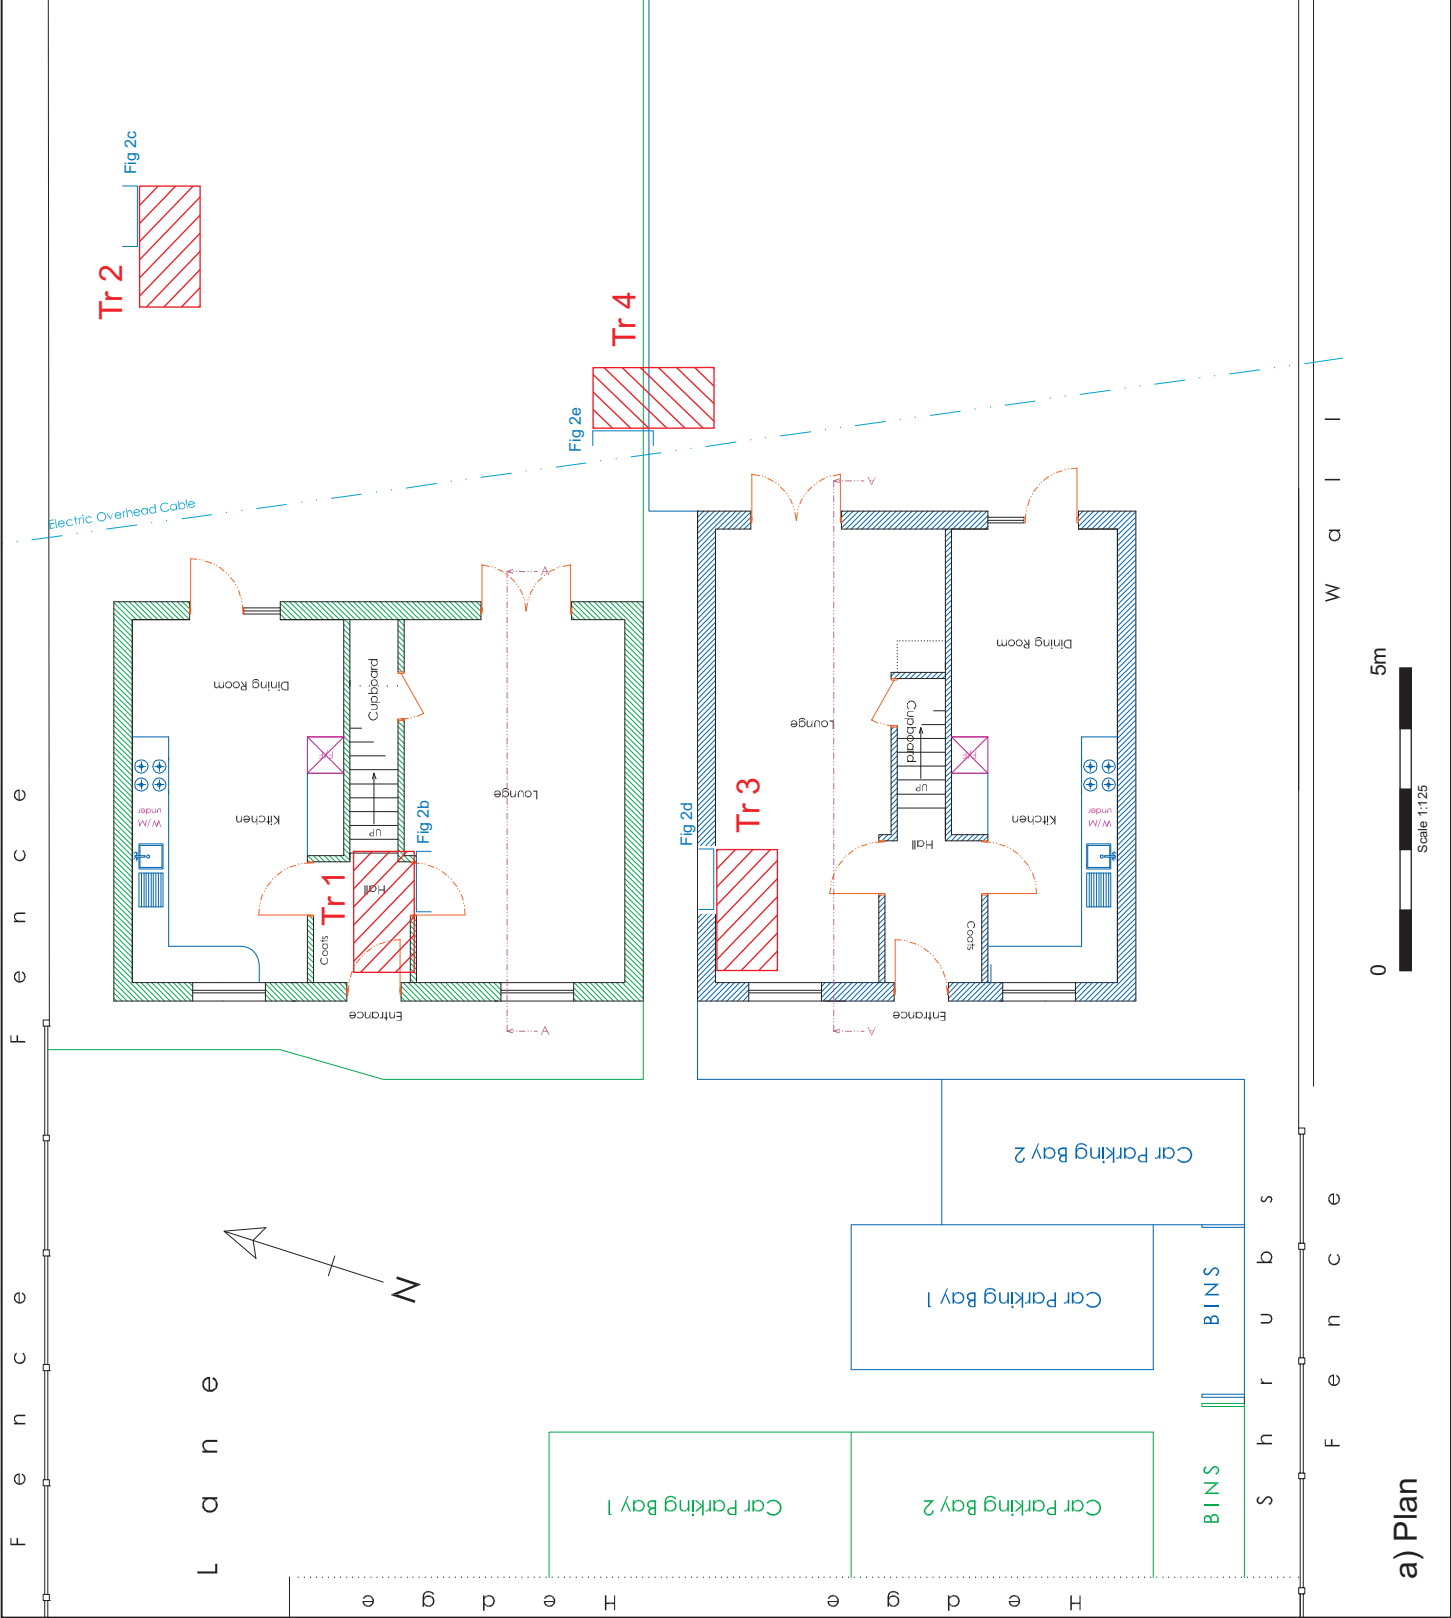 Fence
Fence
Lane
Fig 2c
Tr 2
Tr 4
Fig 2e
Electric Overhead Cable
Dining Room
Kitchen
W/M
under
F/F
Cupboard
UP
Hall
Coats
Tr 1
Fig 2b
Lounge
Entrance
A
A
Fig 2d
Tr 3
Lounge
A
A
Cupboard
UP
Hall
Coats
Entrance
Dining Room
Kitchen
W/M
under
N
Car Parking Bay 2
Car Parking Bay 1
BINS
Car Parking Bay 1
Car Parking Bay 2
BINS
Shrubs
Hedge
Hedge
Wall
Fence
0
5m
Scale 1:125
a) Plan